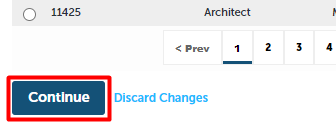 11425 Architect
< Prev 1 2 3 4
Continue Discard Changes